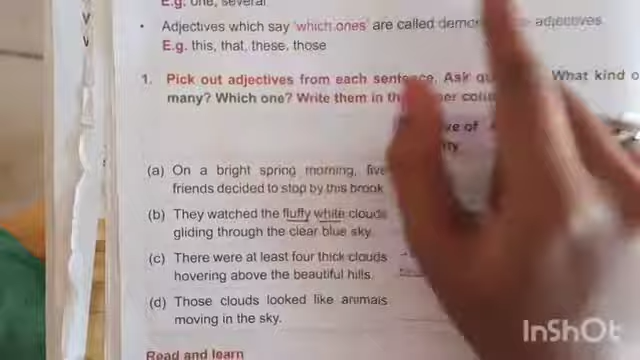 E.g. one, several
• Adjectives which say 'which ones' are called adjectives
E.g. this, that, these, those
1. Pick out adjectives from each sentence. Ask What kind
many? Which one? Write them in
(a) On a bright spring morning, five
friends decided to stop by this brook
(b) They watched the fluffy white clouds
gliding through the clear blue sky.
(c) There were at least four thick clouds
hovering above the beautiful hills.
(d) Those clouds looked like animals
moving in the sky.
Read and learn
InShOt